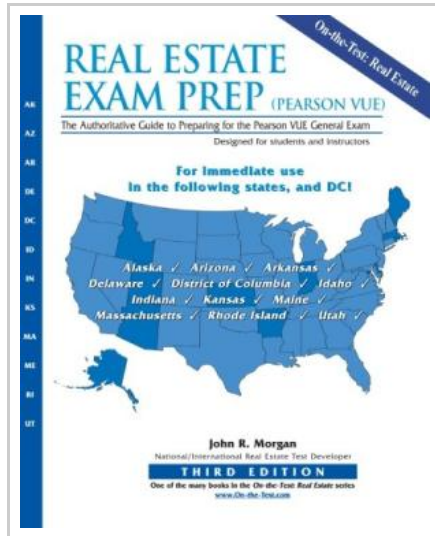 On-the-Test: Real Estate
REAL ESTATE
EXAM PREP (PEARSON VUE)
The Authoritative Guide to Preparing for the Pearson VUE General Exam
Designed for students and instructors
For immediate use
in the following states, and DC!
Alaska ✓ Arizona ✓ Arkansas ✓
Delaware ✓ District of Columbia ✓ Idaho ✓
Indiana ✓ Kansas ✓ Maine ✓
Massachusetts ✓ Rhode Island ✓ Utah ✓
AK
AZ
AR
DE
DC
ID
IN
KS
MA
ME
RI
UT
John R. Morgan
National/International Real Estate Test Developer
THIRD EDITION
One of the many books in the On-the-Test Real Estate series
www.On-the-Test.com